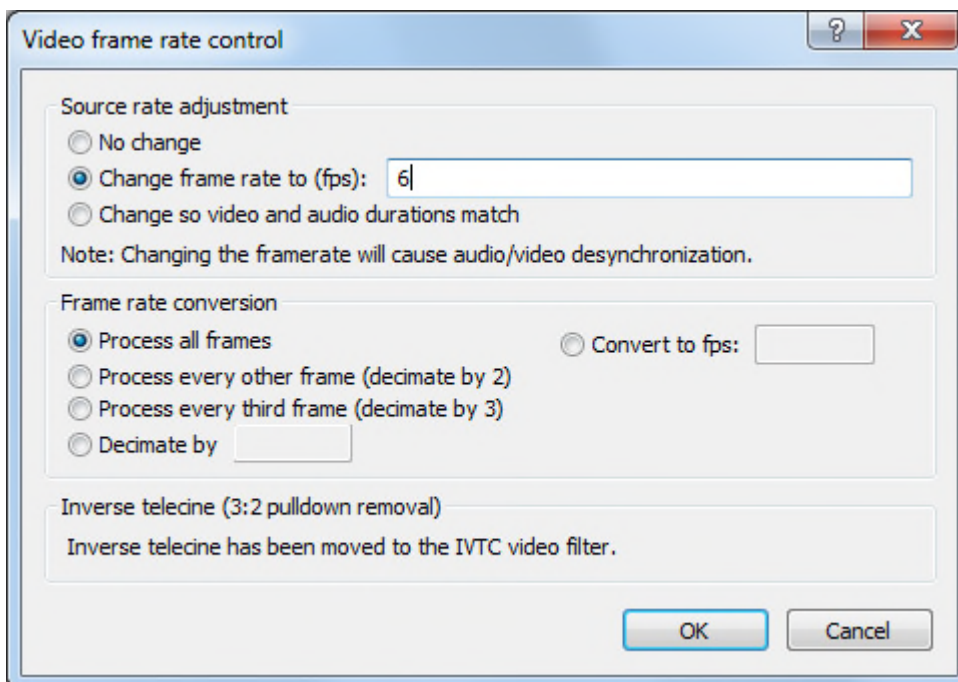 Video frame rate control
Source rate adjustment
No change
Change frame rate to (fps): 6
Change so video and audio durations match
Note: Changing the framerate will cause audio/video desynchronization.
Frame rate conversion
Process all frames
Convert to fps:
Process every other frame (decimate by 2)
Process every third frame (decimate by 3)
Decimate by
Inverse telecine (3:2 pulldown removal)
Inverse telecine has been moved to the IVTC video filter.
OK Cancel